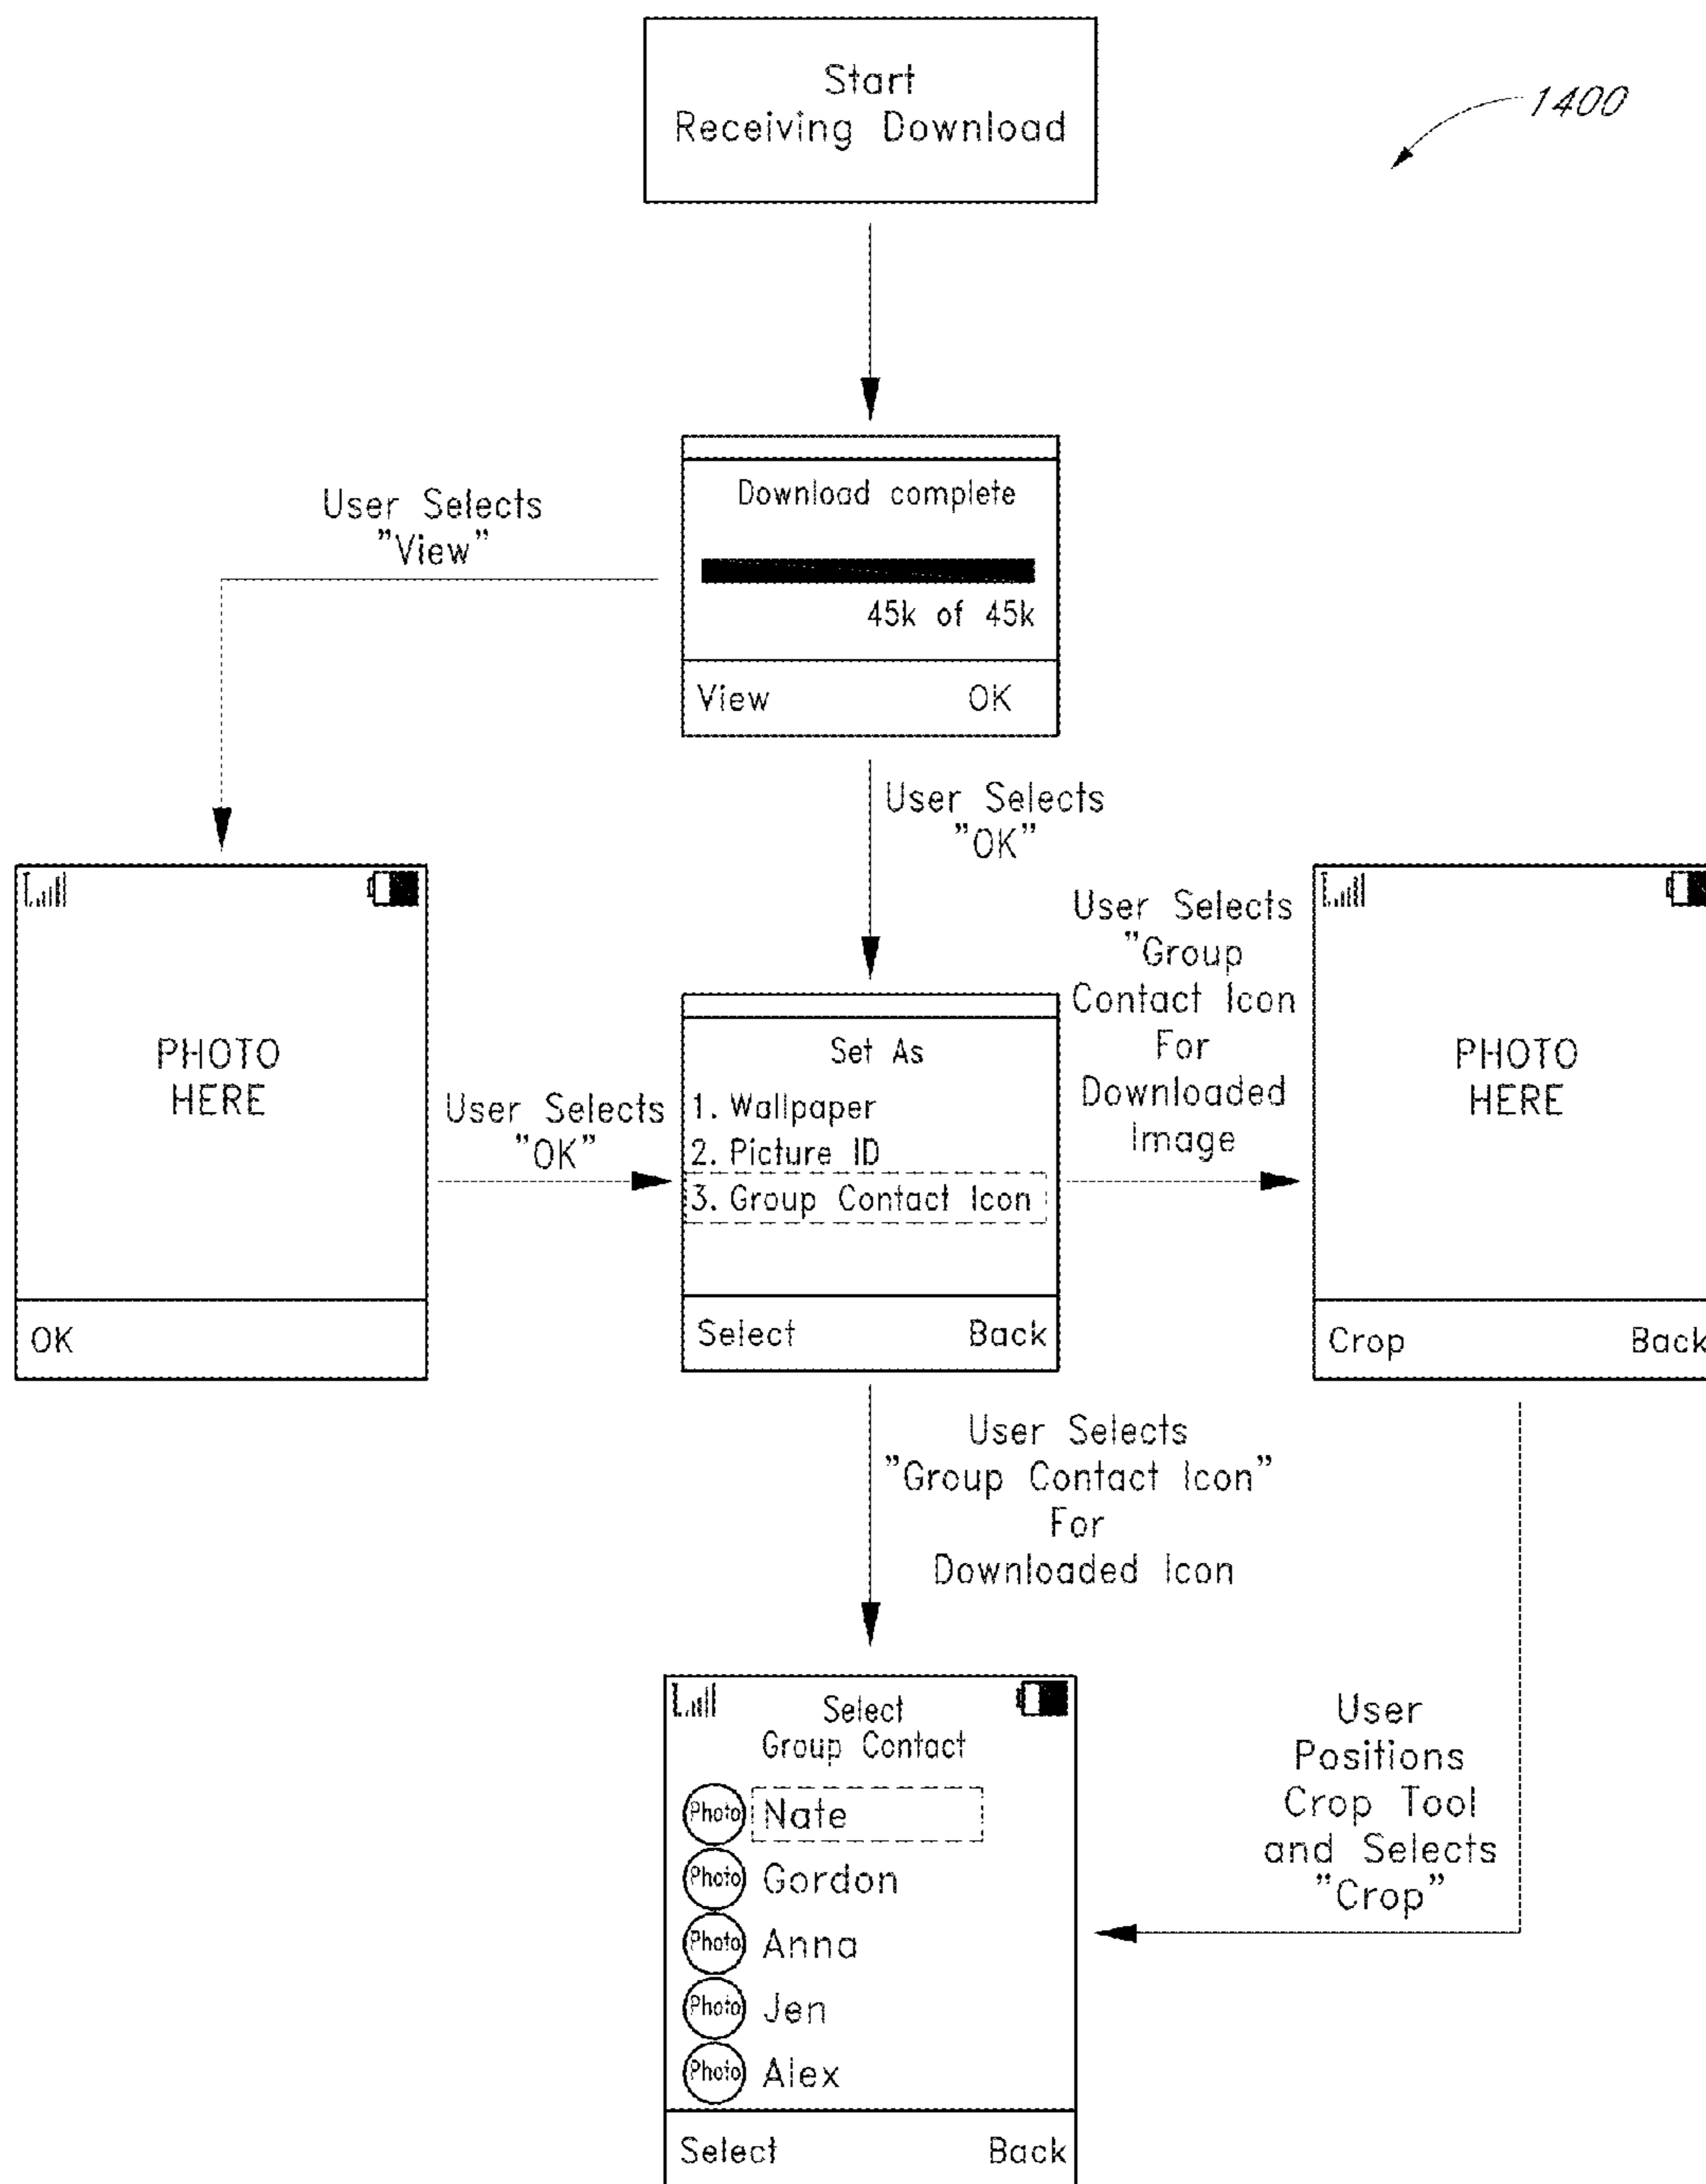 Start
Receiving Download
1400
Download complete
45k of 45k
View OK
User Selects
"View"
User Selects
"OK"
PHOTO
HERE
OK
User Selects
"OK"
Set As
1. Wallpaper
2. Picture ID
3. Group Contact Icon
Select Back
User Selects
"Group
Contact Icon
For
Downloaded
Image
PHOTO
HERE
Crop Back
User Selects
"Group Contact Icon"
For
Downloaded Icon
Select
Group Contact
Photo Nate
Photo Gordon
Photo Anna
Photo Jen
Photo Alex
Select Back
User
Positions
Crop Tool
and Selects
"Crop"